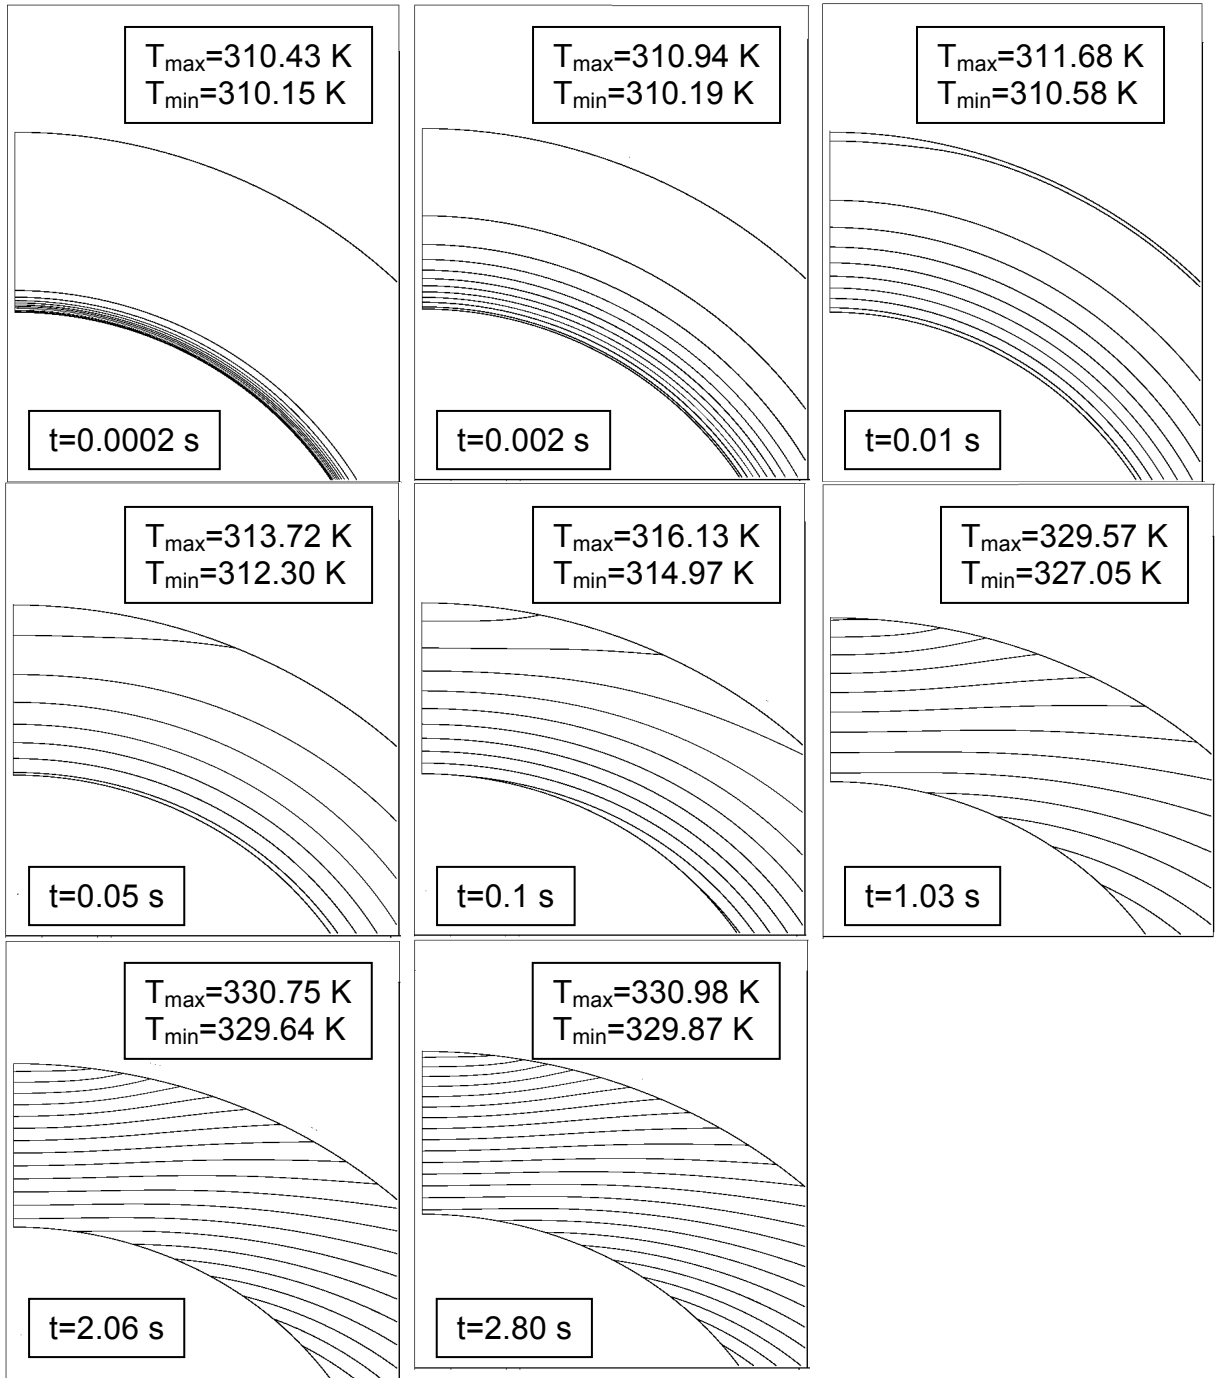 Tmax=310.43 K
Tmin=310.15 K
t=0.0002 s
Tmax=310.94 K
Tmin=310.19 K
t=0.002 s
Tmax=311.68 K
Tmin=310.58 K
t=0.01 s
Tmax=313.72 K
Tmin=312.30 K
t=0.05 s
Tmax=316.13 K
Tmin=314.97 K
t=0.1 s
Tmax=329.57 K
Tmin=327.05 K
t=1.03 s
Tmax=330.75 K
Tmin=329.64 K
t=2.06 s
Tmax=330.98 K
Tmin=329.87 K
t=2.80 s